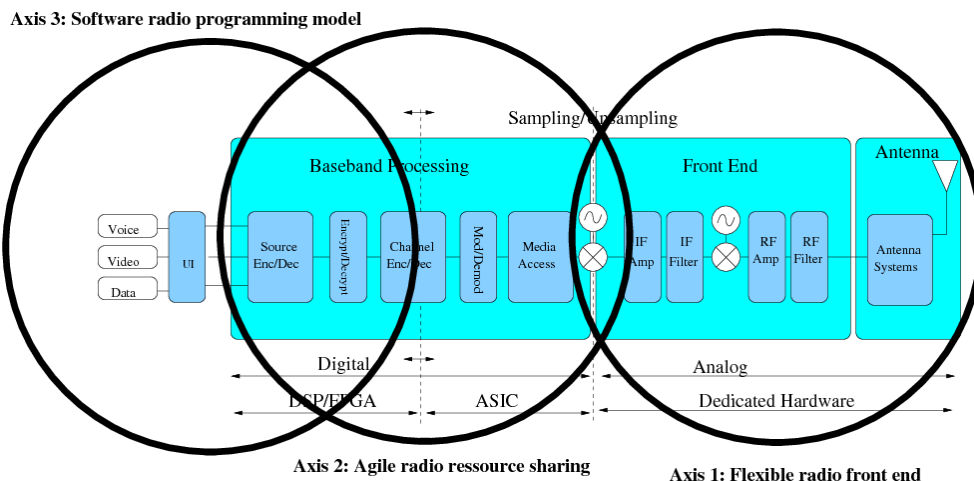 Axis 3: Software radio programming model
Sampling/Upsampling
Baseband Processing
Front End
Antenna
Voice
Video
Data
UI
Source
Enc/Dec
Encrypt/Decrypt
Channel
Enc/Dec
Mod/Demod
Media
Access
IF
Amp
IF
Filter
RF
Amp
RF
Filter
Antenna
Systems
Digital
Analog
DSP/FPGA
ASIC
Dedicated Hardware
Axis 2: Agile radio ressource sharing
Axis 1: Flexible radio front end